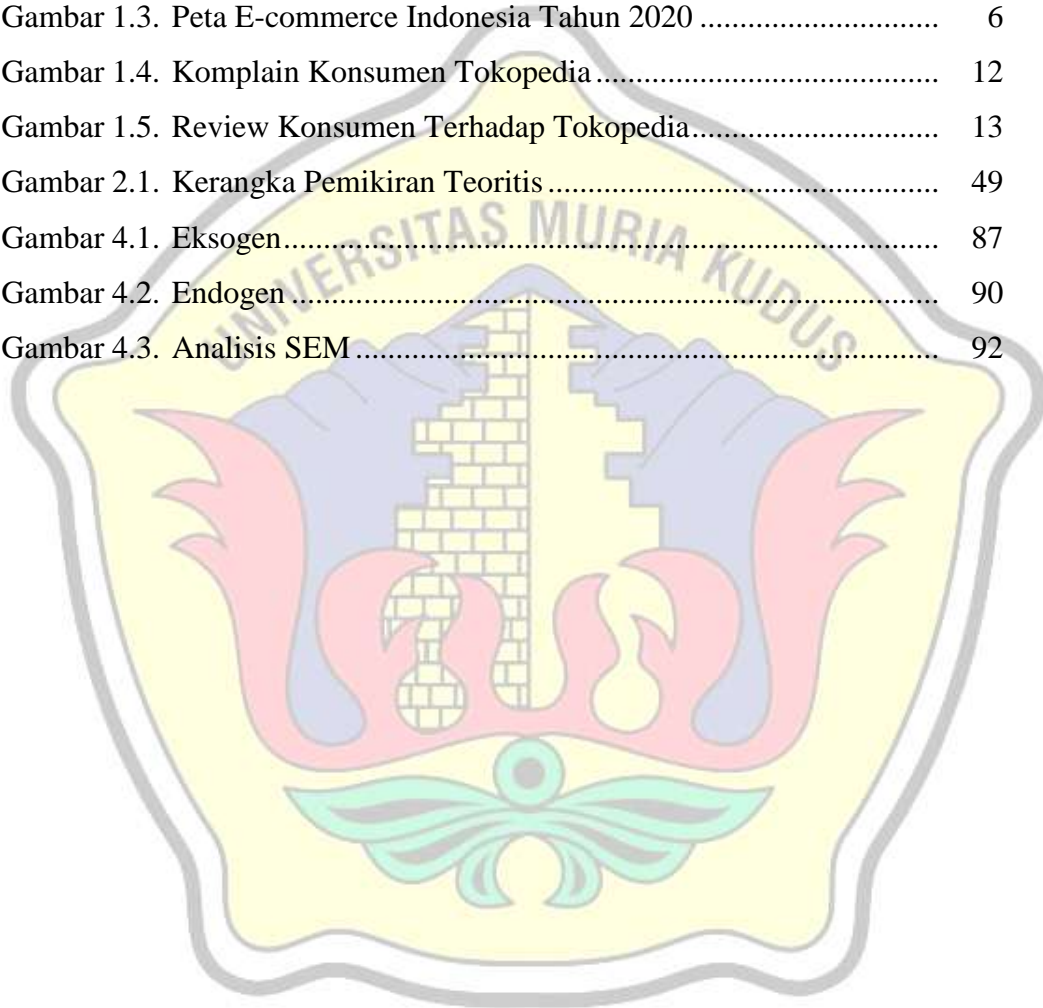 Gambar 1.3. Peta E-commerce Indonesia Tahun 2020 ............................ 6
Gambar 1.4. Komplain Konsumen Tokopedia ........................................ 12
Gambar 1.5. Review Konsumen Terhadap Tokopedia............................. 13
Gambar 2.1. Kerangka Pemikiran Teoritis ............................................. 49
Gambar 4.1. Eksogen........................................................................... 87
Gambar 4.2. Endogen .......................................................................... 90
Gambar 4.3. Analisis SEM ................................................................... 92
UNIVERSITAS MURIA KUDUS